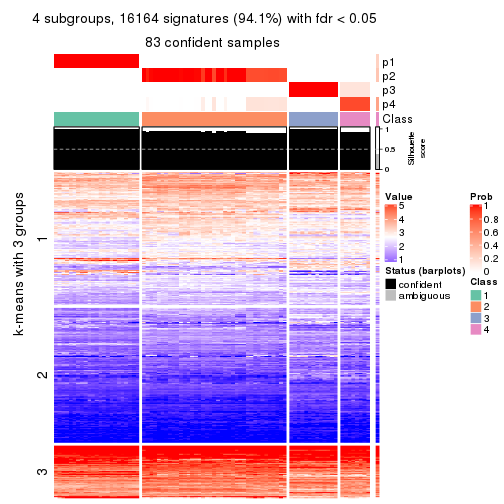 4 subgroups, 16164 signatures (94.1%) with fdr < 0.05
83 confident samples
p1
p2
p3
p4
Class
1
0.5
0
Silhouette
score
k-means with 3 groups
1
2
3
Value
5
4
3
2
1
Status (barplots)
confident
ambiguous
Prob
1
0.8
0.6
0.4
0.2
0
Class
1
2
3
4